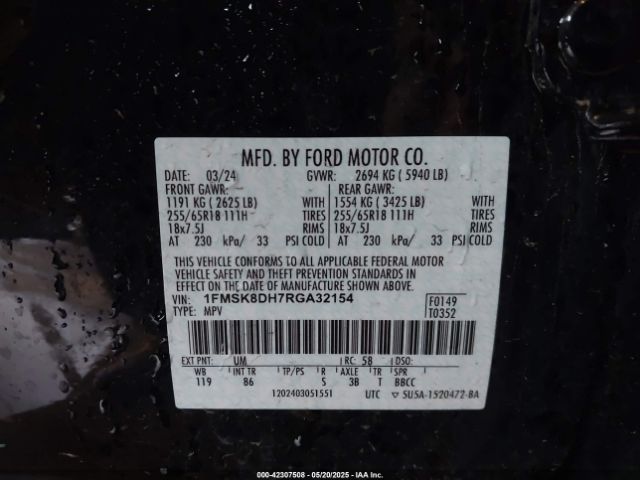 MFD. BY FORD MOTOR CO.
DATE: 03/24 GVWR: 2694 KG ( 5940 LB)
FRONT GAWR: REAR GAWR:
1191 KG ( 2625 LB) WITH 1554 KG ( 3425 LB) WITH
255/65R18 111H TIRES 255/65R18 111H TIRES
18x7.5J RIMS 18x7.5J RIMS
AT 230 kPa/ 33 PSI COLD AT 230 kPa/ 33 PSI COLD
THIS VEHICLE CONFORMS TO ALL APPLICABLE FEDERAL MOTOR
VEHICLE SAFETY AND THEFT PREVENTION STANDARDS IN
EFFECT ON THE DATE OF MANUFACTURE SHOWN ABOVE.
VIN: 1FMSK8DH7RGA32154 F0149
TYPE: MPV T0352
EXT PNT: UM RC: 58 DSO:
WB INT TR TP/PS R AXLE TR SPR
119 86 S 3B T BBCC
1202403051551 UTC 5U5A-1520472-BA
000-42307508 - 05/20/2025 - IAAI.COM